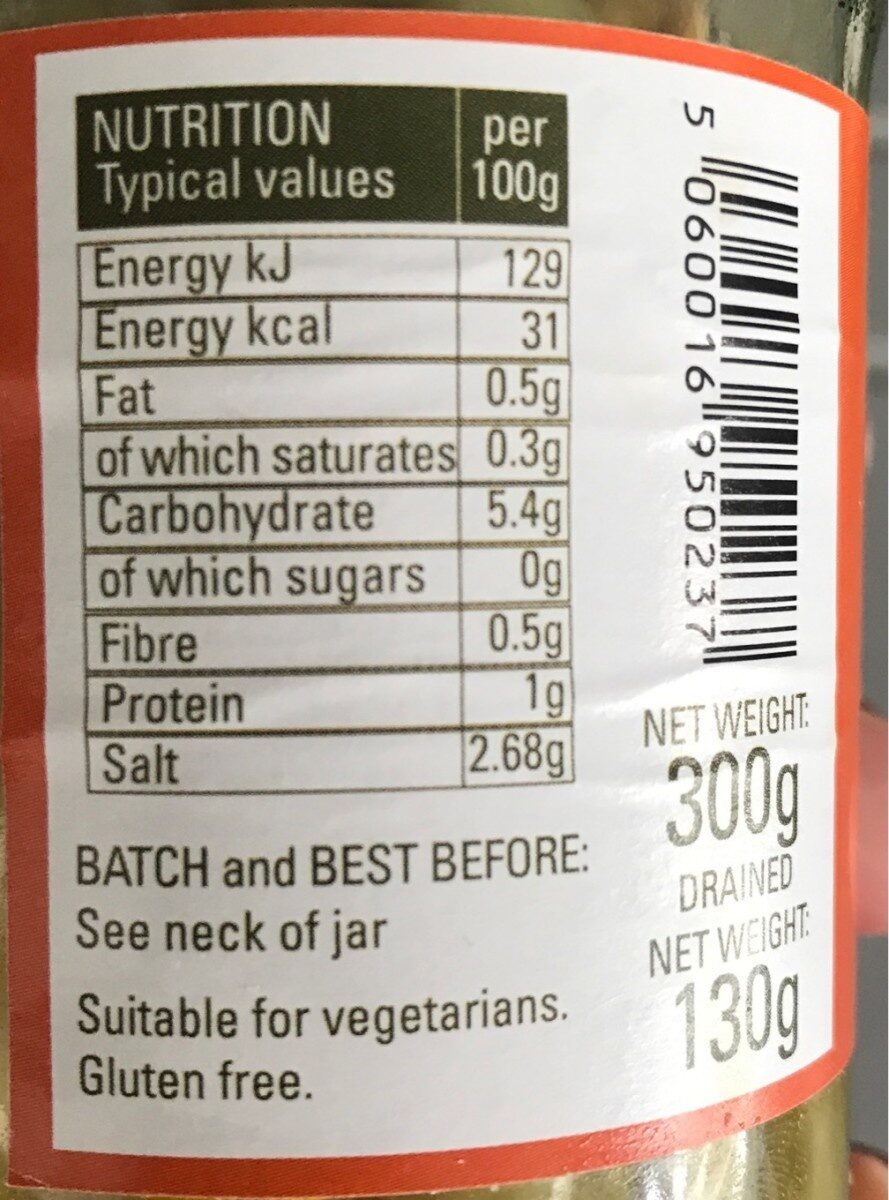 NUTRITION per
Typical values 100g
Energy kJ 129
Energy kcal 31
Fat 0.5g
of which saturates 0.3g
Carbohydrate 5.4g
of which sugars 0g
Fibre 0.5g
Protein 1g
Salt 2.68g
BATCH and BEST BEFORE:
See neck of jar
Suitable for vegetarians.
Gluten free.
5 060016 950237
NET WEIGHT:
300g
DRAINED
NET WEIGHT:
130g